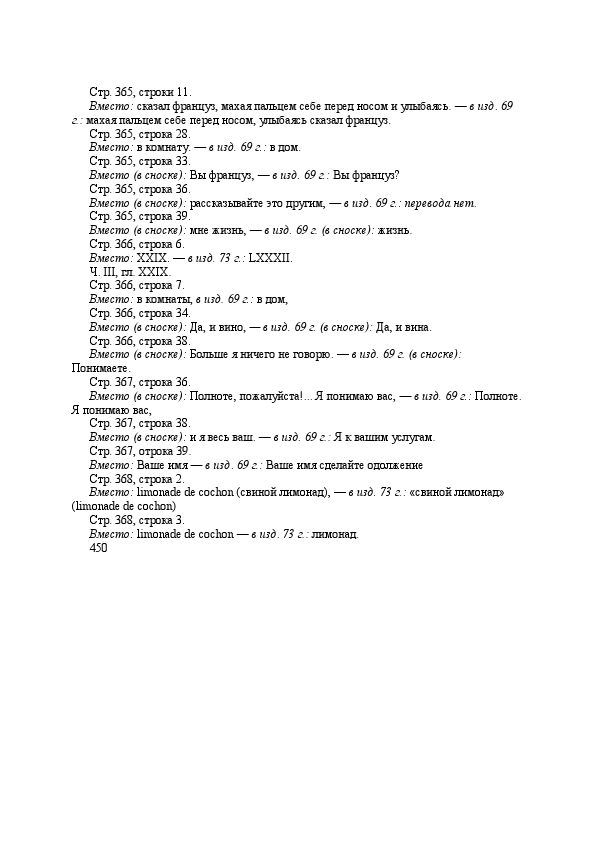 Стр. 365, строки 11.
Вместо: сказал француз, махая пальцем себе перед носом и улыбаясь. — в изд. 69
г.: махая пальцем себе перед носом, улыбаясь сказал француз.
Стр. 365, строка 28.
Вместо: в комнату. — в изд. 69 г.: в дом.
Стр. 365, строка 33.
Вместо (в сноске): Вы француз, — в изд. 69 г.: Вы француз?
Стр. 365, строка 36.
Вместо (в сноске): рассказывайте это другим, — в изд. 69 г.: перевода нет.
Стр. 365, строка 39.
Вместо (в сноске): мне жизнь, — в изд. 69 г. (в сноске): жизнь.
Стр. 366, строка 6.
Вместо: XXIX. — в изд. 73 г.: LXXXII.
Ч. III, гл. XXIX.
Стр. 366, строка 7.
Вместо: в комнаты, в изд. 69 г.: в дом,
Стр. 366, строка 34.
Вместо (в сноске): Да, и вино, — в изд. 69 г. (в сноске): Да, и вина.
Стр. 366, строка 38.
Вместо (в сноске): Больше я ничего не говорю. — в изд. 69 г. (в сноске):
Понимаете.
Стр. 367, строка 36.
Вместо (в сноске): Полноте, пожалуйста!... Я понимаю вас, — в изд. 69 г.: Полноте.
Я понимаю вас,
Стр. 367, строка 38.
Вместо (в сноске): и я весь ваш. — в изд. 69 г.: Я к вашим услугам.
Стр. 367, отрока 39.
Вместо: Ваше имя — в изд. 69 г.: Ваше имя сделайте одолжение
Стр. 368, строка 2.
Вместо: limonade de cochon (свиной лимонад), — в изд. 73 г.: «свиной лимонад»
(limonade de cochon)
Стр. 368, строка 3.
Вместо: limonade de cochon — в изд. 73 г.: лимонад.
450